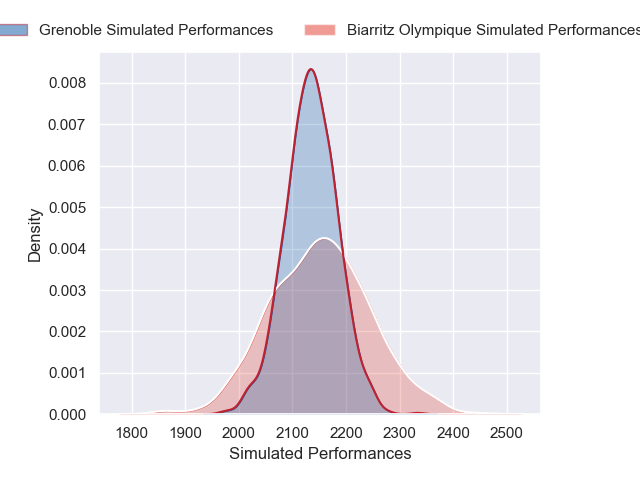 Grenoble Simulated Performances
Biarritz Olympique Simulated Performances
0.008
0.007
0.006
0.005
0.004
0.003
0.002
0.001
0.000
Density
1800 1900 2000 2100 2200 2300 2400 2500
Simulated Performances